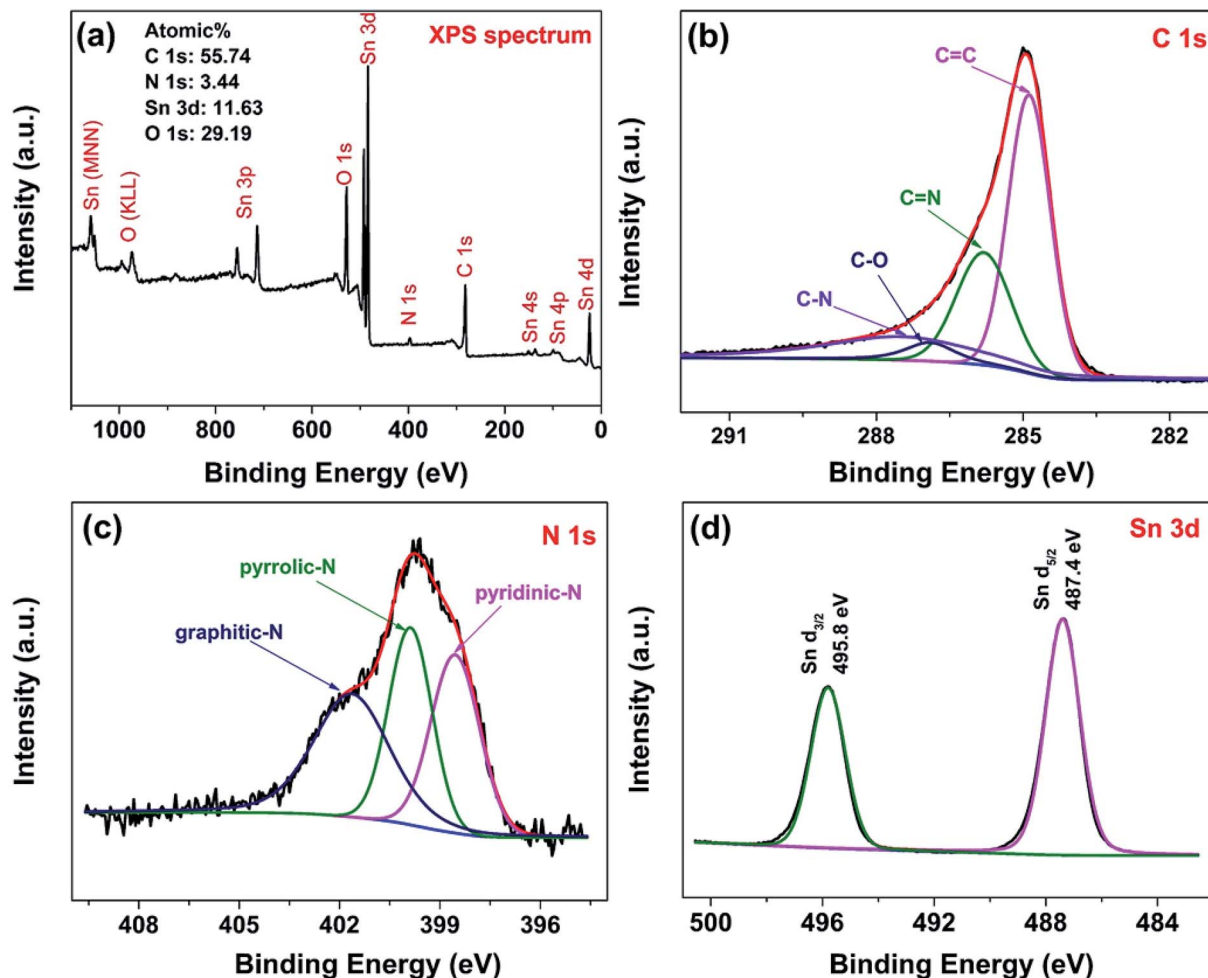 (a)
XPS spectrum
Atomic%
C 1s: 55.74
N 1s: 3.44
Sn 3d: 11.63
O 1s: 29.19
Sn (MNN)
O (KLL)
Sn 3p
O 1s
Sn 3d
N 1s
C 1s
Sn 4s
Sn 4p
Sn 4d
Intensity (a.u.)
1000 800 600 400 200 0
Binding Energy (eV)
(b)
C 1s
C=C
C=N
C-O
C-N
Intensity (a.u.)
291 288 285 282
Binding Energy (eV)
(c)
N 1s
pyrrolic-N
pyridinic-N
graphitic-N
Intensity (a.u.)
408 405 402 399 396
Binding Energy (eV)
(d)
Sn 3d
Sn d3/2
495.8 eV
Sn d5/2
487.4 eV
Intensity (a.u.)
500 496 492 488 484
Binding Energy (eV)